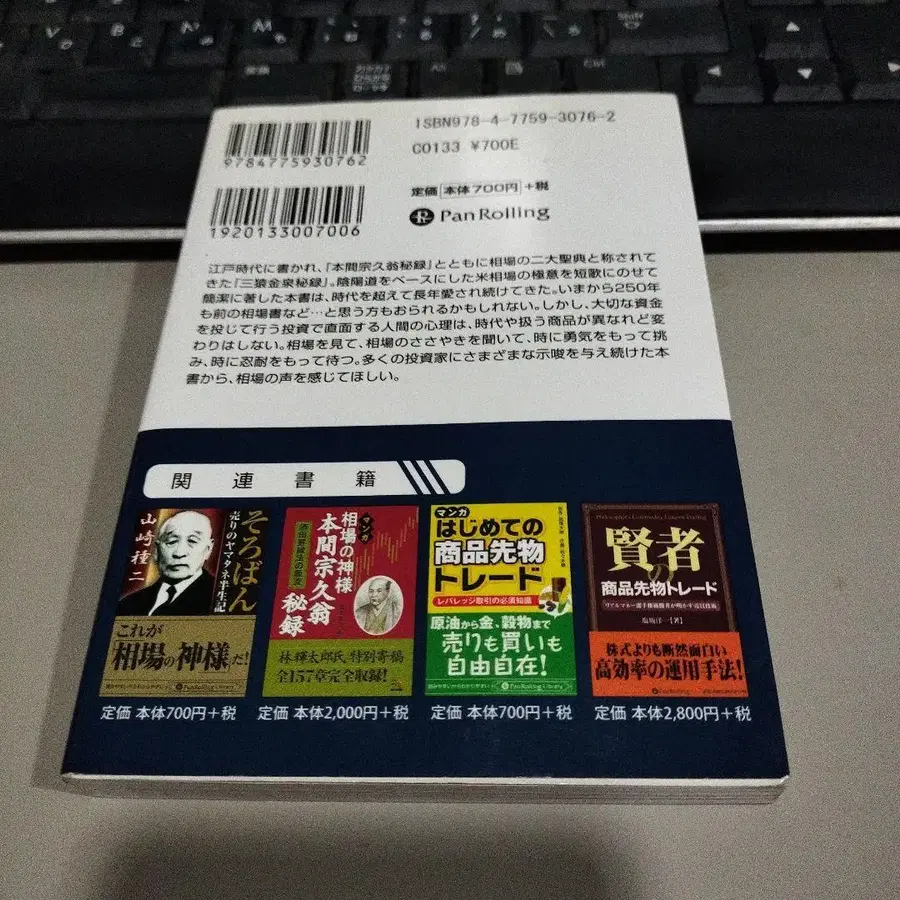 ISBN978-4-7759-3076-2
C0133 ¥700E
9784775930762
定価 本体700円 +税
PanRolling
1920133007006
江戸時代に書かれ、「本間宗久翁秘録」とともに相場の二大聖典と称されて
きた「三猿金泉秘録」。陰陽道をベースにした米相場の極意を短歌にのせて
簡潔に著した本書は、時代を超えて長年愛され続けてきた。いまから250年
も前の相場書など…と思う方もおられるかもしれない。しかし、大切な資金
を投じて行う投資で直面する人間の心理は、時代や扱う商品が異なれど変
わりはしない。相場を見て、相場のささやきを聞いて、時に勇気をもって挑
み、時に忍耐をもって待つ。多くの投資家にさまざまな示唆を与え続けた本
書から、相場の声を感じてほしい。
関連書籍
そろばん
売りのヤマタネ半生記
山崎種二
これが
「相場の神様」だ!
PanRolling Library
定価 本体700円+税
マンガ
相場の神様
本間宗久翁
秘録
林輝太郎氏 特別寄稿
全157章完全収録!
定価 本体2,000円+税
マンガ
はじめての
商品先物
トレード
レバレッジ取引の必須知識
原油から金、穀物まで
売りも買いも
自由自在!
PanRolling Library
定価 本体700円+税
賢者の
商品先物トレード
株式よりも断然面白い
高効率の運用手法!
PanRolling
定価 本体2,800円+税